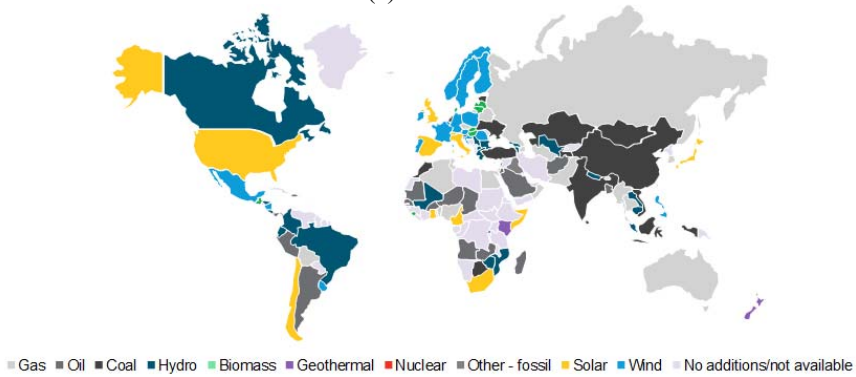 Gas Oil Coal Hydro Biomass Geothermal Nuclear Other - fossil Solar Wind No additions/not available